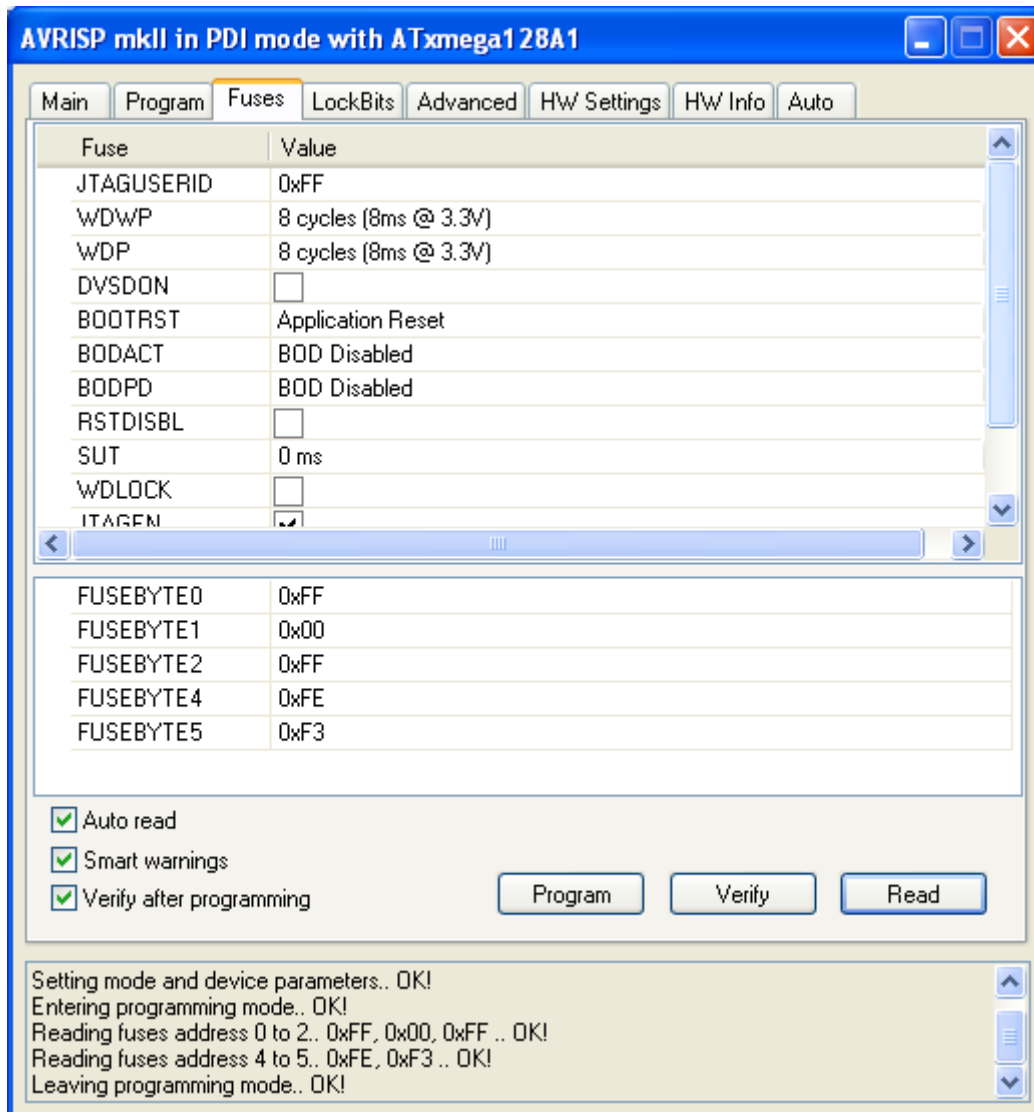 AVRISP mkII in PDI mode with ATxmega128A1
Main Program Fuses LockBits Advanced HW Settings HW Info Auto
Fuse Value
JTAGUSERID 0xFF
WDWP 8 cycles (8ms @ 3.3V)
WDP 8 cycles (8ms @ 3.3V)
DVSDON
BOOTRST Application Reset
BODACT BOD Disabled
BODPD BOD Disabled
RSTDISBL
SUT 0 ms
WDLOCK
JTAGEN
FUSEBYTE0 0xFF
FUSEBYTE1 0x00
FUSEBYTE2 0xFF
FUSEBYTE4 0xFE
FUSEBYTE5 0xF3
Auto read
Smart warnings
Verify after programming
Program Verify Read
Setting mode and device parameters.. OK!
Entering programming mode.. OK!
Reading fuses address 0 to 2.. 0xFF, 0x00, 0xFF .. OK!
Reading fuses address 4 to 5.. 0xFE, 0xF3 .. OK!
Leaving programming mode.. OK!